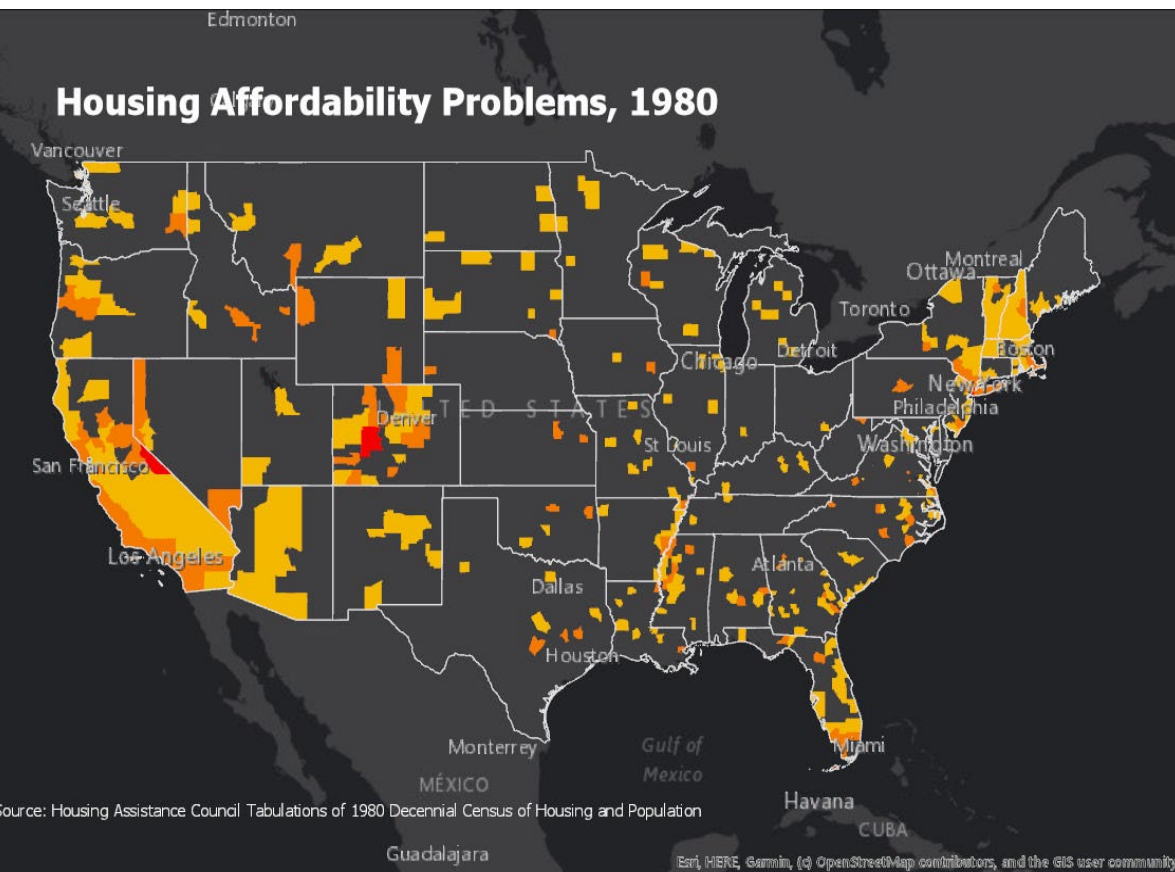 Edmonton
Calgary
Housing Affordability Problems, 1980
Vancouver
Seattle
Montreal
Ottawa
Toronto
Boston
Chicago
Detroit
New York
UNITED STATES
Denver
Philadelphia
St Louis
Washington
San Francisco
Los Angeles
Atlanta
Dallas
Houston
Monterrey
Gulf of
Mexico
Miami
MÉXICO
Havana
Source: Housing Assistance Council Tabulations of 1980 Decennial Census of Housing and Population
CUBA
Guadalajara
Esri, HERE, Garmin, (c) OpenStreetMap contributors, and the GIS user community